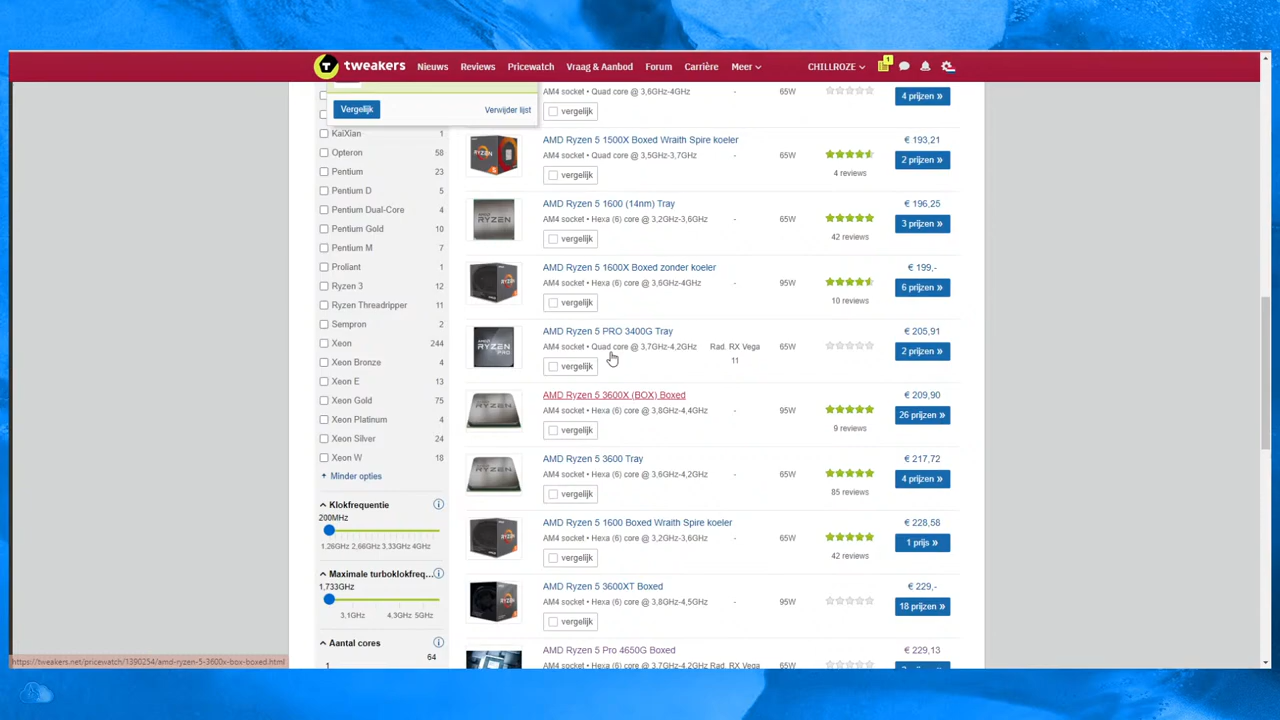 tweakers Nieuws Reviews Pricewatch Vraag & Aanbod Forum Carrière Meer CHILLROZE 1
Vergelijk Verwijder lijst
KaiXian 1
Opteron 58
Pentium 23
Pentium D 5
Pentium Dual-Core 4
Pentium Gold 10
Pentium M 7
Proliant 1
Ryzen 3 12
Ryzen Threadripper 11
Sempron 2
Xeon 244
Xeon Bronze 4
Xeon E 13
Xeon Gold 75
Xeon Platinum 4
Xeon Silver 24
Xeon W 18
+ Minder opties
Klokfrequentie
200MHz
1.26GHz 2,66GHz 3,33GHz 4GHz
Maximale turboklokfreq...
1,733GHz
3.1GHz 4.3GHz 5GHz
Aantal cores
64
1
AM4 socket • Quad core @ 3,6GHz-4GHz - 65W 4 prijzen »
vergelijk
AMD Ryzen 5 1500X Boxed Wraith Spire koeler € 193,21
AM4 socket • Quad core @ 3,5GHz-3,7GHz - 65W 2 prijzen »
vergelijk 4 reviews
AMD Ryzen 5 1600 (14nm) Tray € 196,25
AM4 socket • Hexa (6) core @ 3,2GHz-3,6GHz - 65W 3 prijzen »
vergelijk 42 reviews
AMD Ryzen 5 1600X Boxed zonder koeler € 199,-
AM4 socket • Hexa (6) core @ 3,6GHz-4GHz - 95W 6 prijzen »
vergelijk 10 reviews
AMD Ryzen 5 PRO 3400G Tray € 205,91
AM4 socket • Quad core @ 3,7GHz-4,2GHz Rad. RX Vega 65W 2 prijzen »
11
vergelijk
AMD Ryzen 5 3600X (BOX) Boxed € 209,90
AM4 socket • Hexa (6) core @ 3,8GHz-4,4GHz - 95W 26 prijzen »
vergelijk 9 reviews
AMD Ryzen 5 3600 Tray € 217,72
AM4 socket • Hexa (6) core @ 3,6GHz-4,2GHz - 65W 4 prijzen »
vergelijk 85 reviews
AMD Ryzen 5 1600 Boxed Wraith Spire koeler € 228,58
AM4 socket • Hexa (6) core @ 3,2GHz-3,6GHz - 65W 1 prijs »
vergelijk 42 reviews
AMD Ryzen 5 3600XT Boxed € 229,-
AM4 socket • Hexa (6) core @ 3,8GHz-4,5GHz - 95W 18 prijzen »
vergelijk
AMD Ryzen 5 Pro 4650G Boxed € 229,13
AM4 socket • Hexa (6) core @ 3,7GHz-4,2GHz Rad. RX Vega 65W
https://tweakers.net/pricewatch/1390254/amd-ryzen-5-3600x-box-boxed.html